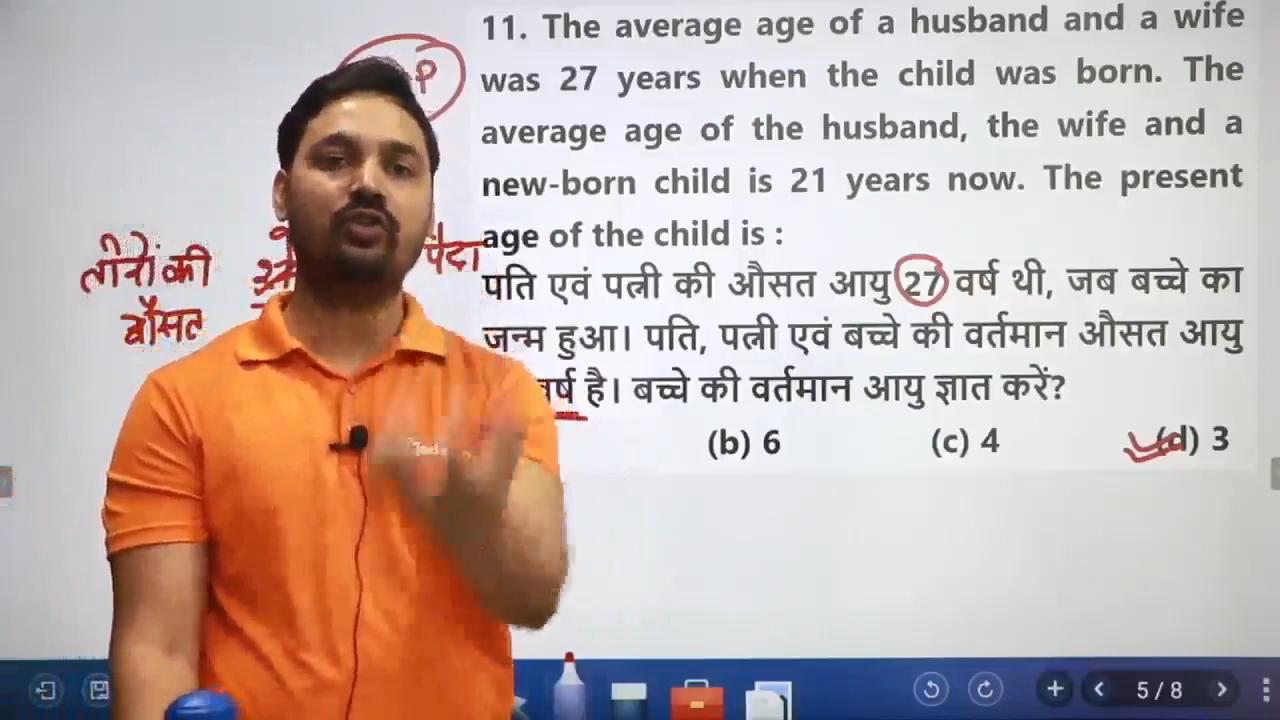 11. The average age of a husband and a wife
was 27 years when the child was born. The
average age of the husband, the wife and a
new-born child is 21 years now. The present
age of the child is :
पति एवं पत्नी की औसत आयु 27 वर्ष थी, जब बच्चे का
जन्म हुआ। पति, पत्नी एवं बच्चे की वर्तमान औसत आयु
वर्ष है। बच्चे की वर्तमान आयु ज्ञात करें?
(b) 6 (c) 4 (d) 3
P
तीनों की
औसत
पैदा
5 / 8